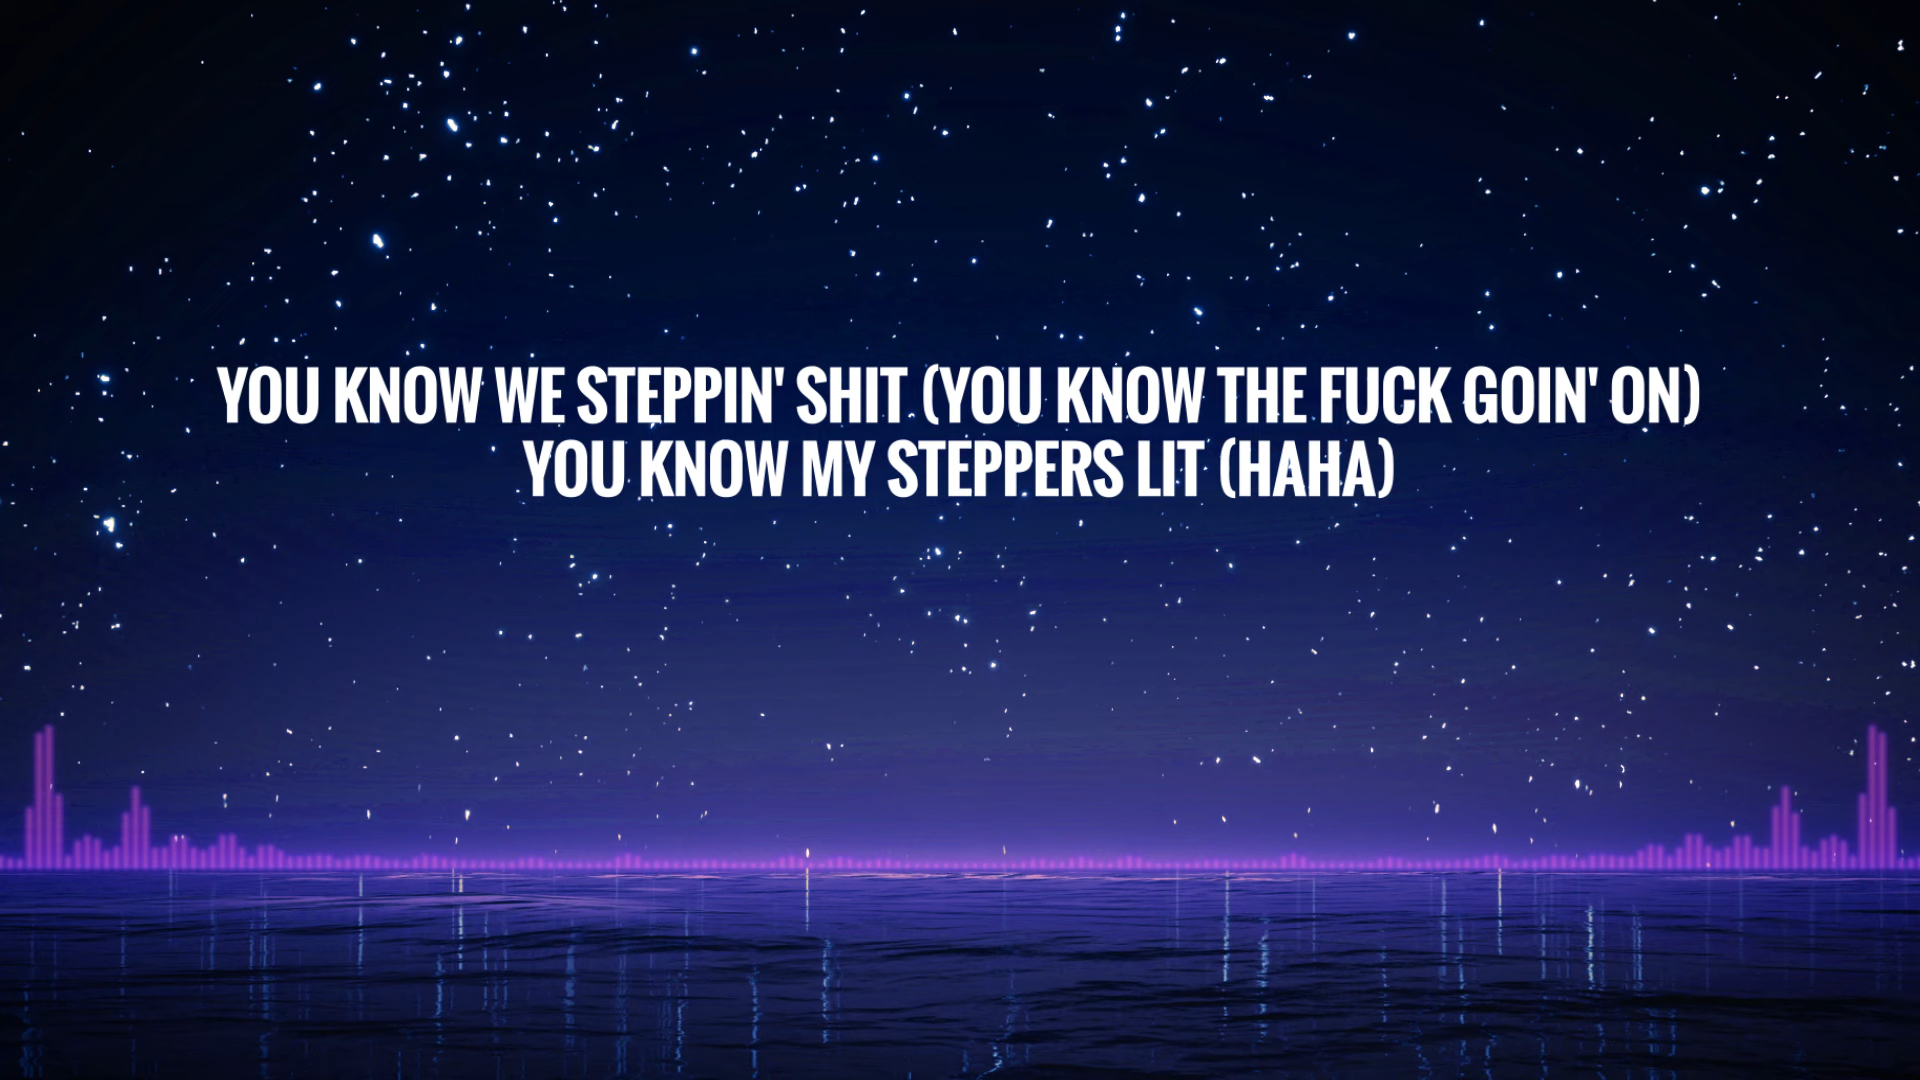 YOU KNOW WE STEPPIN' SHIT (YOU KNOW THE FUCK GOIN' ON)
YOU KNOW MY STEPPERS LIT (HAHA)